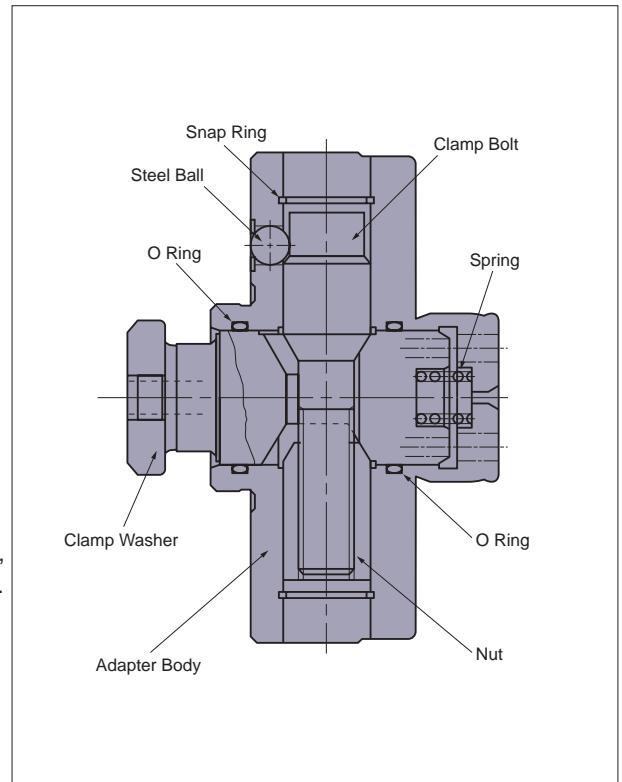 Snap Ring
Clamp Bolt
Steel Ball
O Ring
Spring
Clamp Washer
O Ring
Adapter Body
Nut
,
.